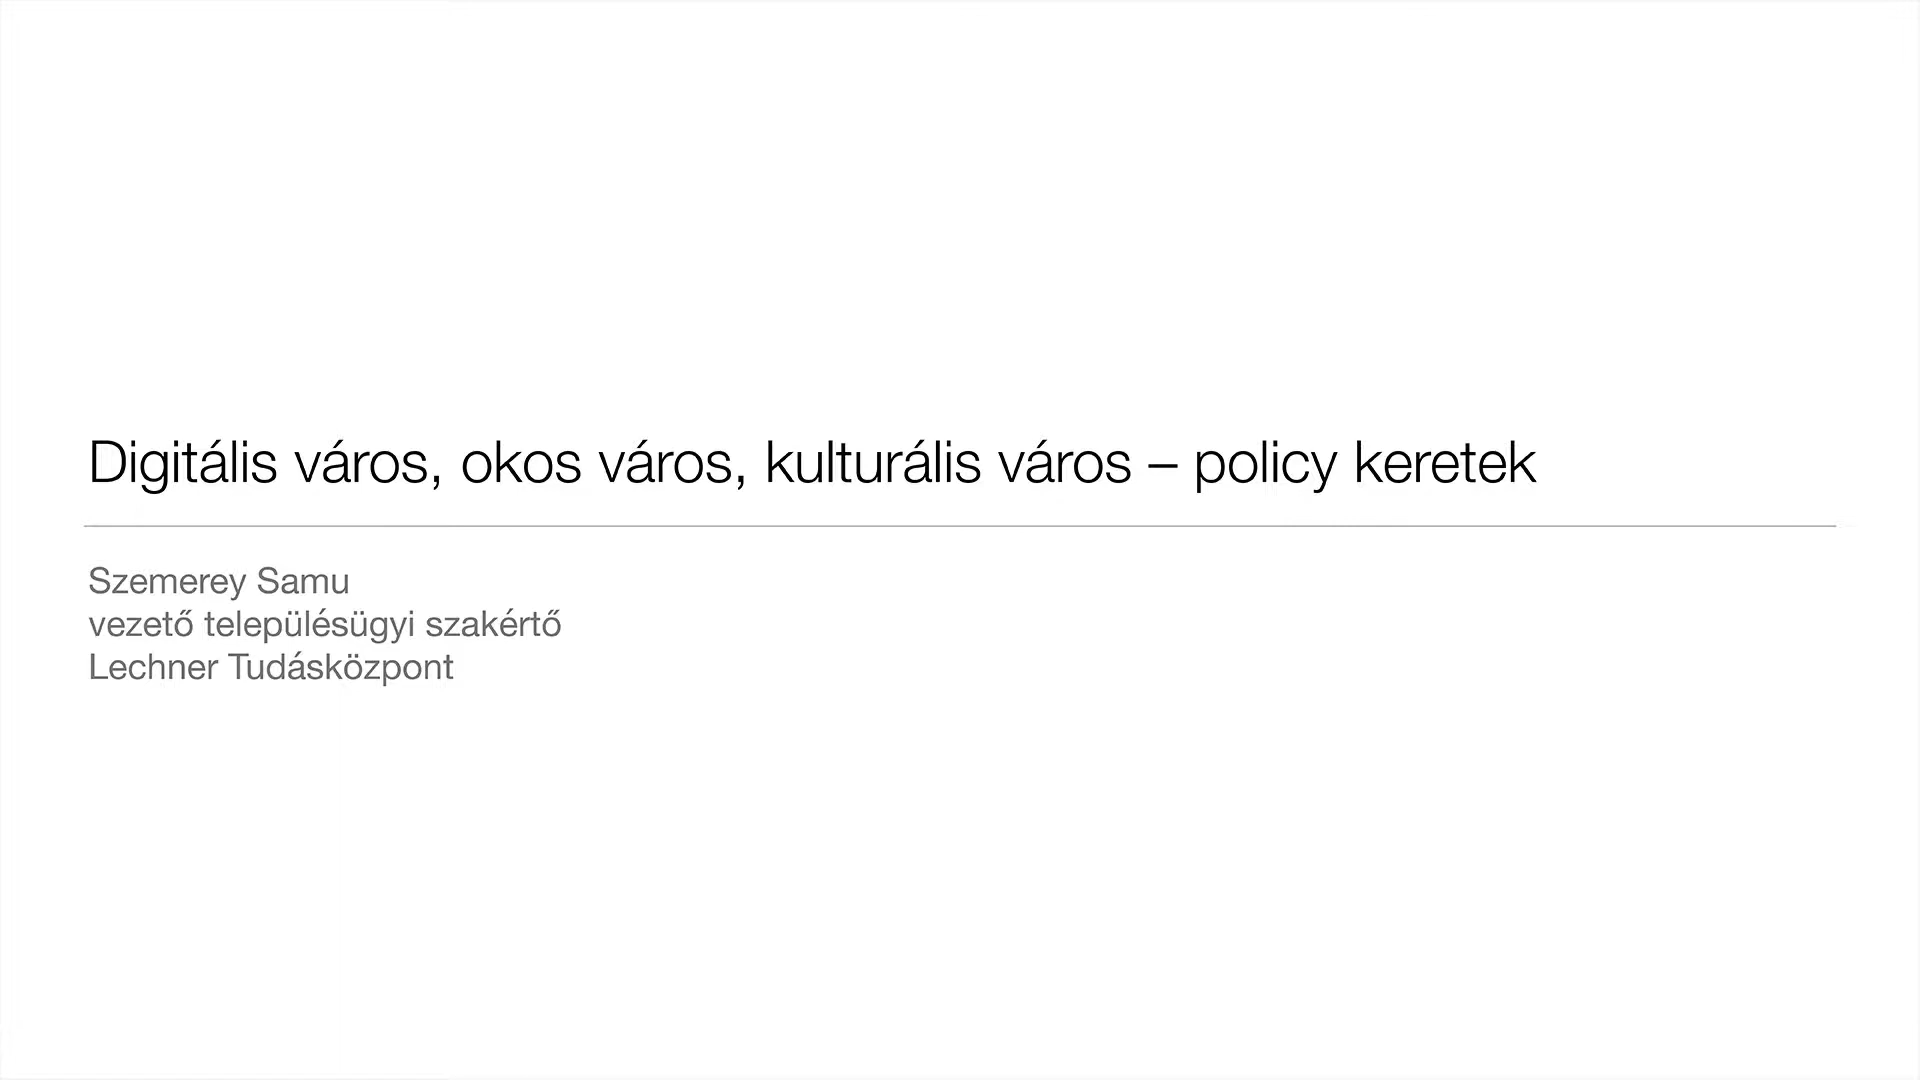 Digitális város, okos város, kulturális város – policy keretek
Szemerey Samu
vezető településügyi szakértő
Lechner Tudásközpont